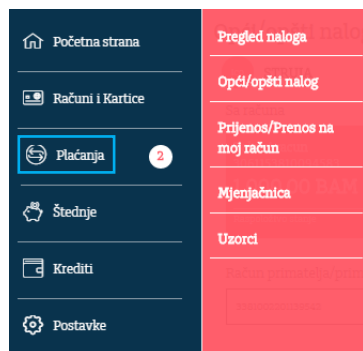 Početna strana
Računi i Kartice
Plaćanja
2
Štednje
Krediti
Postavke
Pregled naloga
Opći/opšti nalog
Prijenos/Prenos na
moj račun
Mjenjačnica
Uzorci